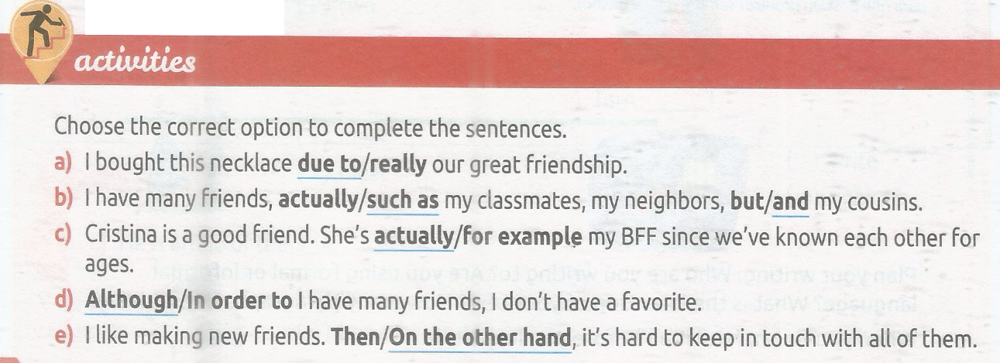 activities
Choose the correct option to complete the sentences.
a) I bought this necklace due to/really our great friendship.
b) I have many friends, actually/such as my classmates, my neighbors, but/and my cousins.
c) Cristina is a good friend. She's actually/for example my BFF since we've known each other for
ages.
d) Although/In order to I have many friends, I don't have a favorite.
e) I like making new friends. Then/On the other hand, it's hard to keep in touch with all of them.